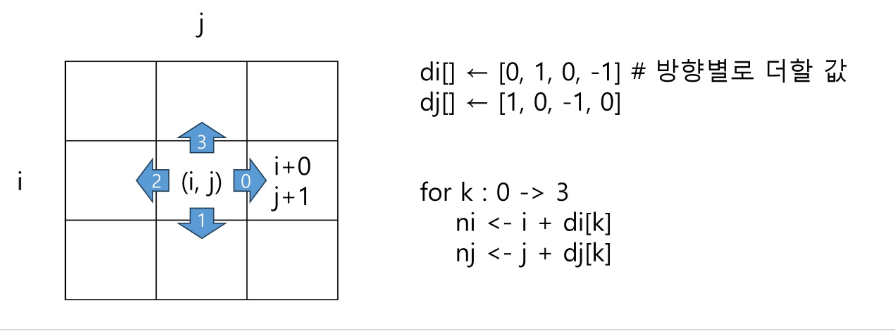 j
di[] ← [0, 1, 0, -1] # 방향별로 더할 값
dj[] ← [1, 0, -1, 0]
3
i
2
(i, j)
0
i+0
j+1
1
for k : 0 -> 3
ni <- i + di[k]
nj <- j + dj[k]